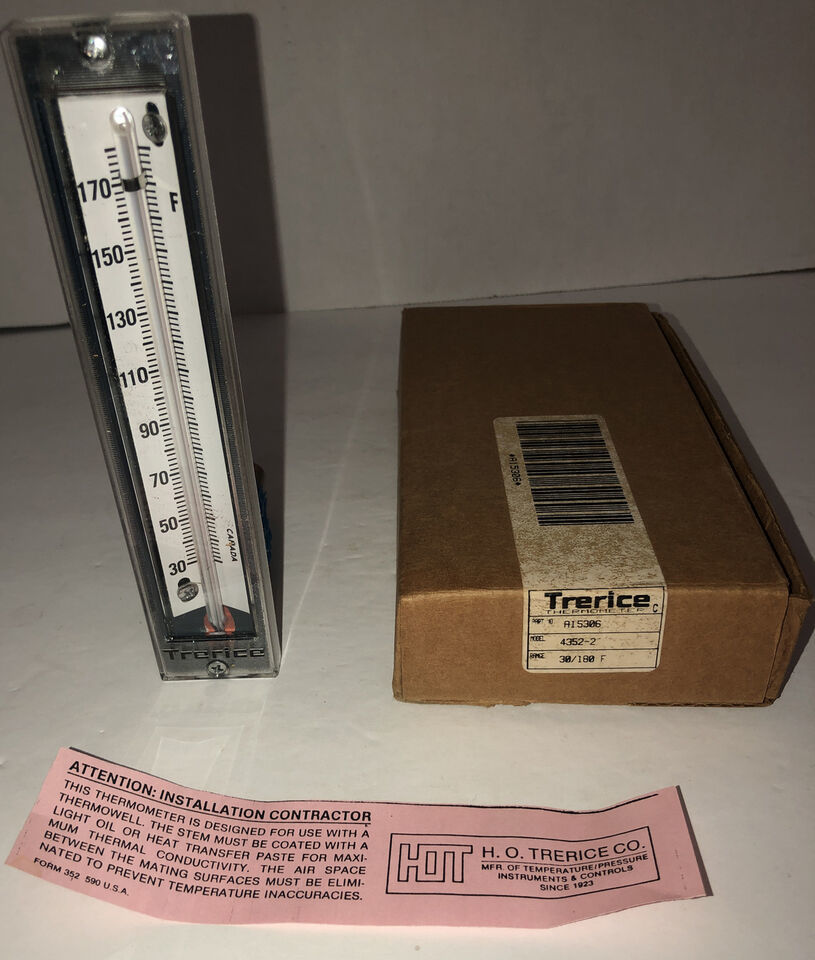 170
F
150
130
110
90
70
50
30
CANADA
Trerice
*AI5306*
Trerice
THERMOMETER C
PART ID AI5306
MODEL 4352-2
RANGE 30/180 F
ATTENTION: INSTALLATION CONTRACTOR
THIS THERMOMETER IS DESIGNED FOR USE WITH A
THERMOWELL. THE STEM MUST BE COATED WITH A
LIGHT OIL OR HEAT TRANSFER PASTE FOR MAXI-
MUM THERMAL CONDUCTIVITY. THE AIR SPACE
BETWEEN THE MATING SURFACES MUST BE ELIMI-
NATED TO PREVENT TEMPERATURE INACCURACIES.
FORM 352 590 U.S.A.
HOT
H. O. TRERICE CO.
MFR. OF TEMPERATURE/PRESSURE
INSTRUMENTS & CONTROLS
SINCE 1923